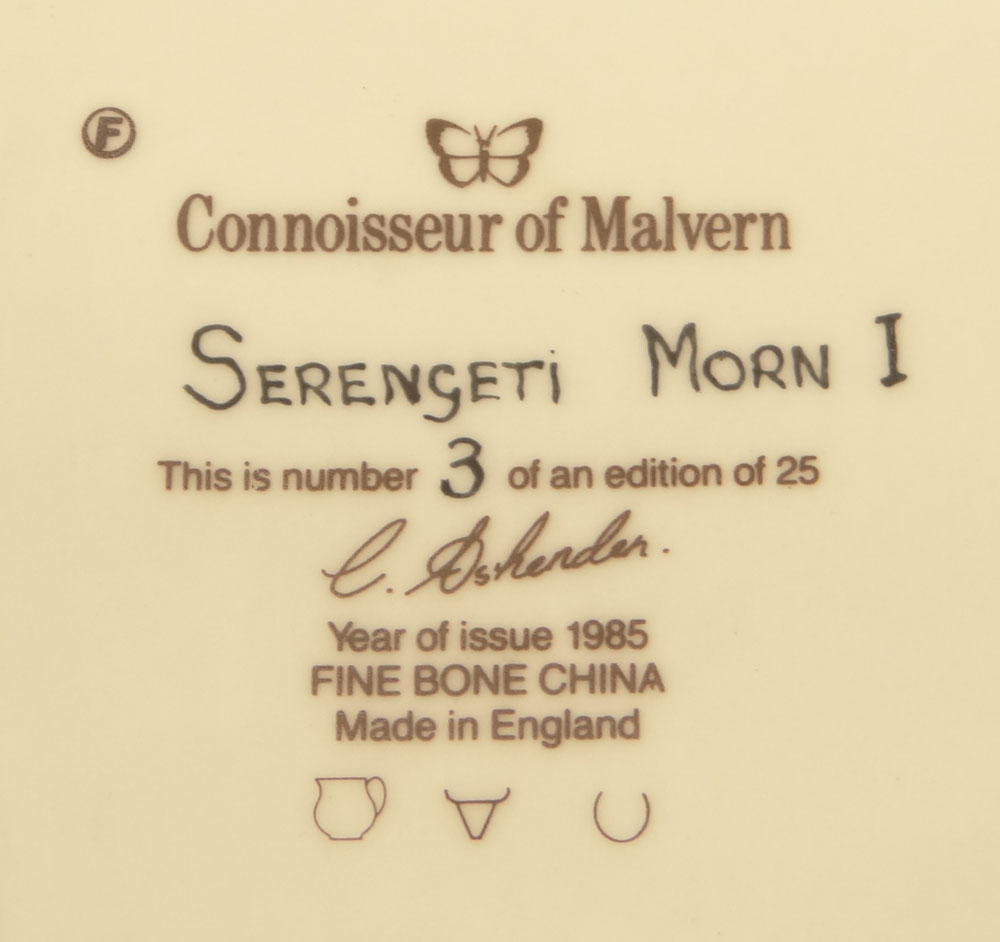 F
Connoisseur of Malvern
SERENGETi MORN I
This is number 3 of an edition of 25
C. Oskender.
Year of issue 1985
FINE BONE CHINA
Made in England